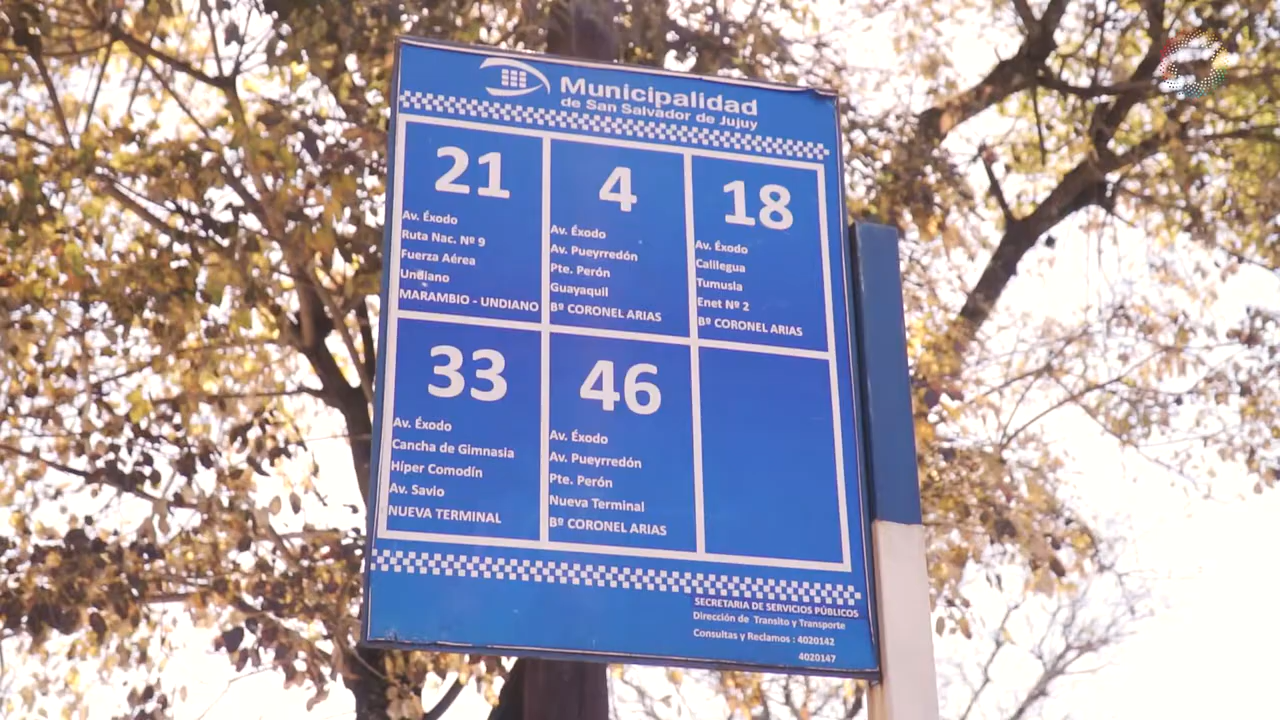 Municipalidad
de San Salvador de Jujuy
21
Av. Éxodo
Ruta Nac. Nº 9
Fuerza Aérea
Undiano
MARAMBIO - UNDIANO
4
Av. Éxodo
Av. Pueyrredón
Pte. Perón
Guayaquil
Bº CORONEL ARIAS
18
Av. Éxodo
Calilegua
Tumusla
Enet Nº 2
Bº CORONEL ARIAS
33
Av. Éxodo
Cancha de Gimnasia
Híper Comodín
Av. Savio
NUEVA TERMINAL
46
Av. Éxodo
Av. Pueyrredón
Pte. Perón
Nueva Terminal
Bº CORONEL ARIAS
SECRETARIA DE SERVICIOS PÚBLICOS
Dirección de Transito y Transporte
Consultas y Reclamos : 4020142
4020147